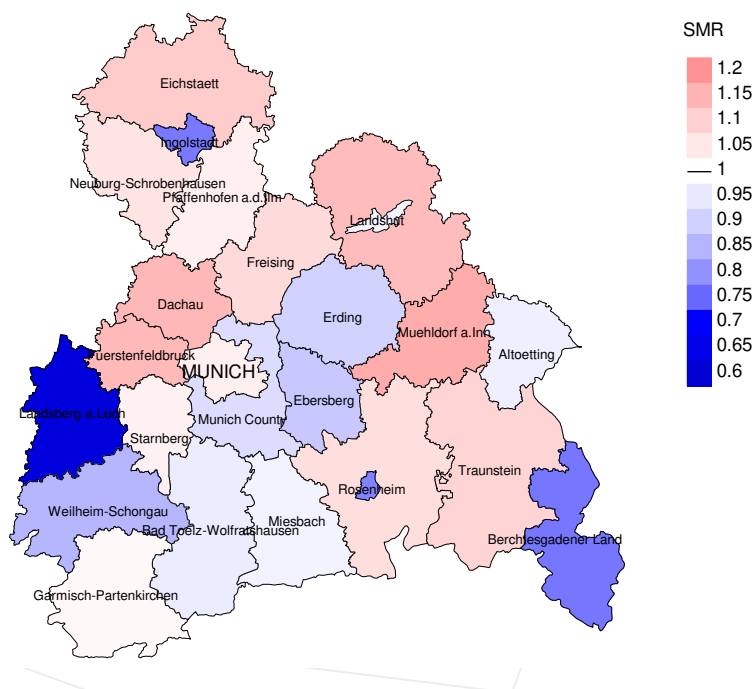 SMR
1.2
1.15
1.1
1.05
1
0.95
0.9
0.85
0.8
0.75
0.7
0.65
0.6
Eichstaett
Ingolstadt
Neuburg-Schrobenhausen
Pfaffenhofen a.d.Ilm
Landshut
Freising
Dachau
Erding
Muehldorf a.Inn
Altoetting
Fuerstenfeldbruck
MUNICH
Ebersberg
Landsberg a.Lech
Munich County
Starnberg
Traunstein
Rosenheim
Weilheim-Schongau
Miesbach
Bad Toelz-Wolfratshausen
Berchtesgadener Land
Garmisch-Partenkirchen